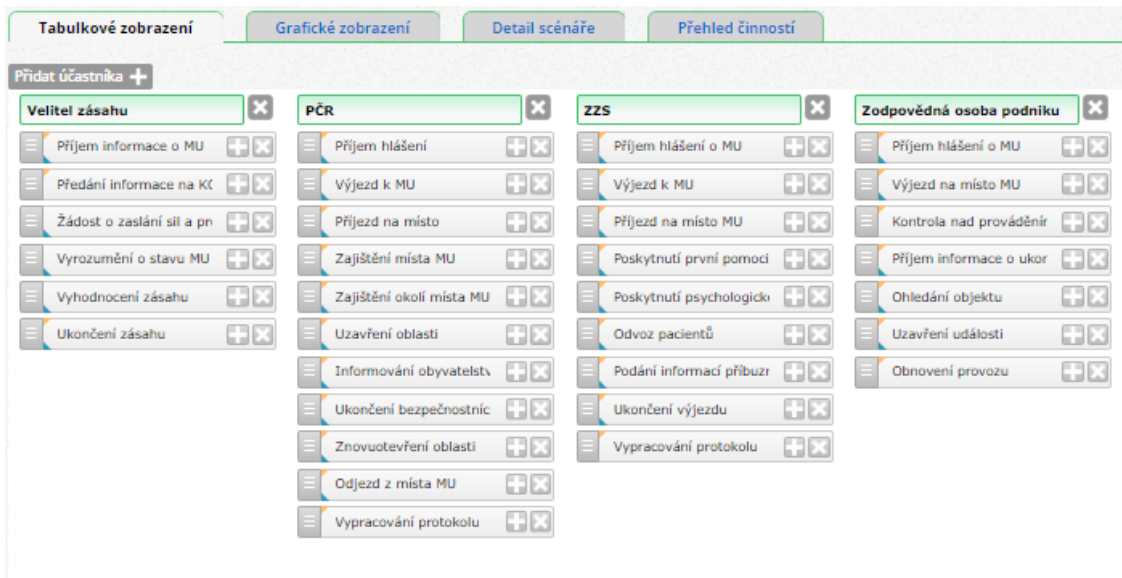 Tabulkové zobrazení
Grafické zobrazení
Detail scénáře
Přehled činností
Přidat účastníka
Velitel zásahu
Příjem informace o MU
Předání informace na KO
Žádost o zaslání sil a pr
Vyrozumění o stavu MU
Vyhodnocení zásahu
Ukončení zásahu
PČR
Příjem hlášení
Výjezd k MU
Příjezd na místo
Zajištění místa MU
Zajištění okolí místa MU
Uzavření oblasti
Informování obyvatelstv
Ukončení bezpečnostníc
Znovuotevření oblasti
Odjezd z místa MU
Vypracování protokolu
ZZS
Příjem hlášení o MU
Výjezd k MU
Příjezd na místo MU
Poskytnutí první pomoci
Poskytnutí psychologick
Odvoz pacientů
Podání informací příbuz
Ukončení výjezdu
Vypracování protokolu
Zodpovědná osoba podniku
Příjem hlášení o MU
Výjezd na místo MU
Kontrola nad prováděn
Příjem informace o ukon
Ohledání objektu
Uzavření události
Obnovení provozu